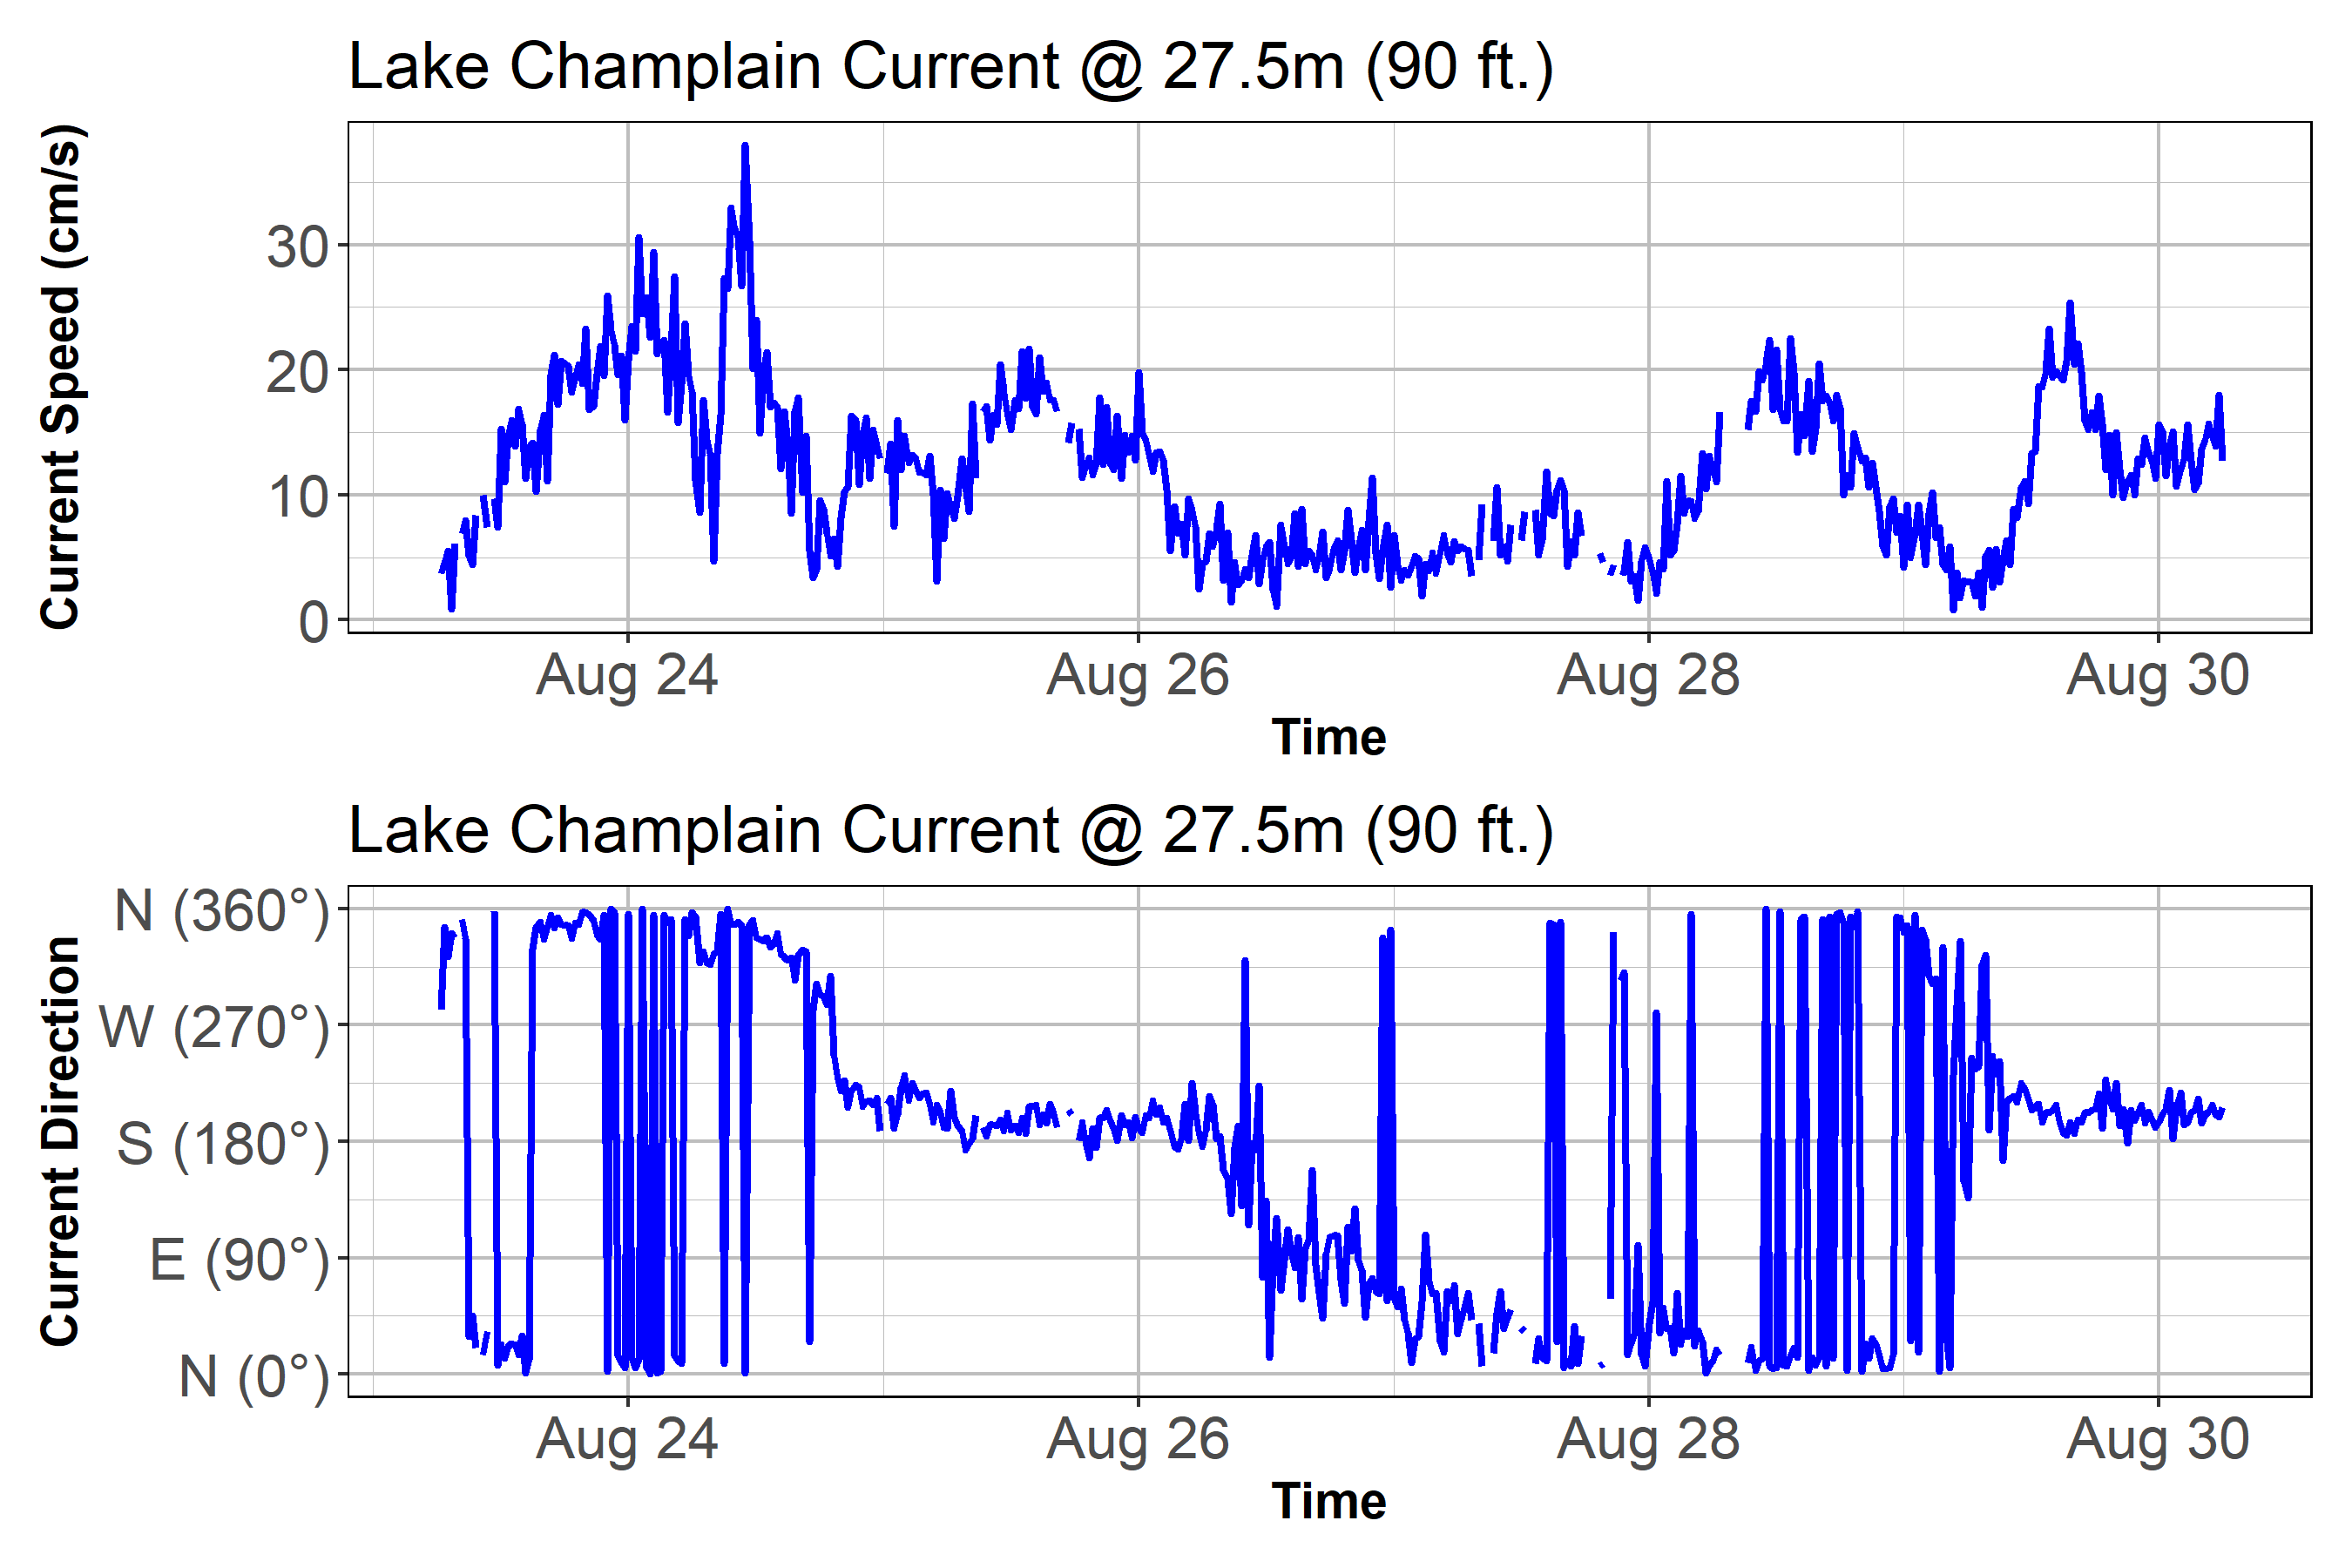 Lake Champlain Current @ 27.5m (90 ft.)
Current Speed (cm/s)
30
20
10
0
Aug 24 Aug 26 Aug 28 Aug 30
Time
Lake Champlain Current @ 27.5m (90 ft.)
Current Direction
N (360°)
W (270°)
S (180°)
E (90°)
N (0°)
Aug 24 Aug 26 Aug 28 Aug 30
Time